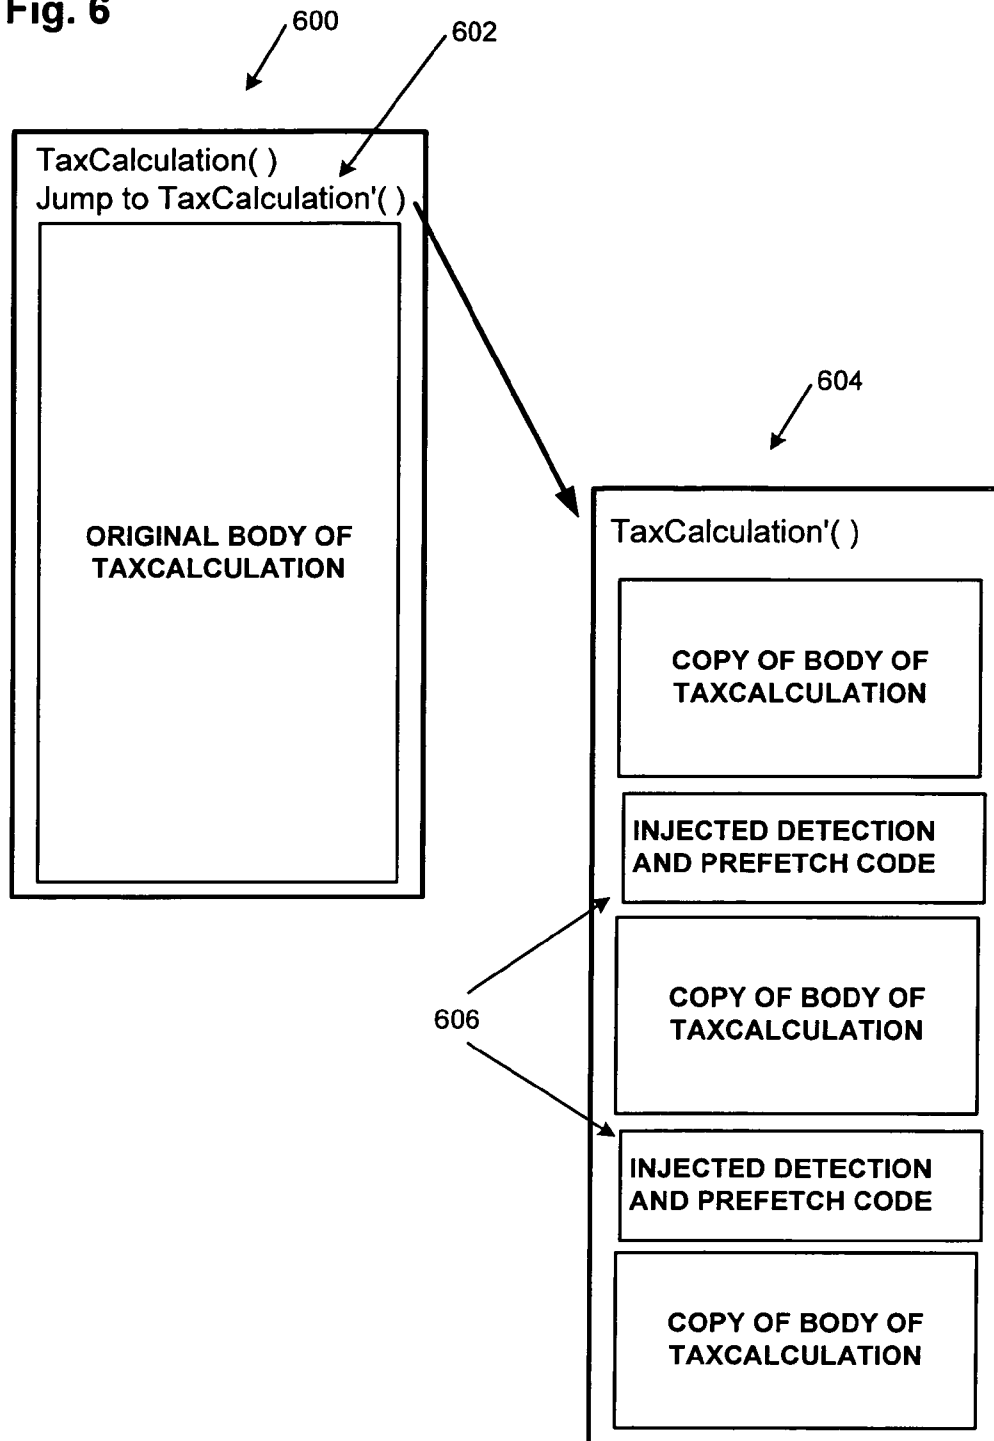 Fig. 6
600
602
TaxCalculation( )
Jump to TaxCalculation'( )
ORIGINAL BODY OF
TAXCALCULATION
604
TaxCalculation'( )
COPY OF BODY OF
TAXCALCULATION
INJECTED DETECTION
AND PREFETCH CODE
606
COPY OF BODY OF
TAXCALCULATION
INJECTED DETECTION
AND PREFETCH CODE
COPY OF BODY OF
TAXCALCULATION